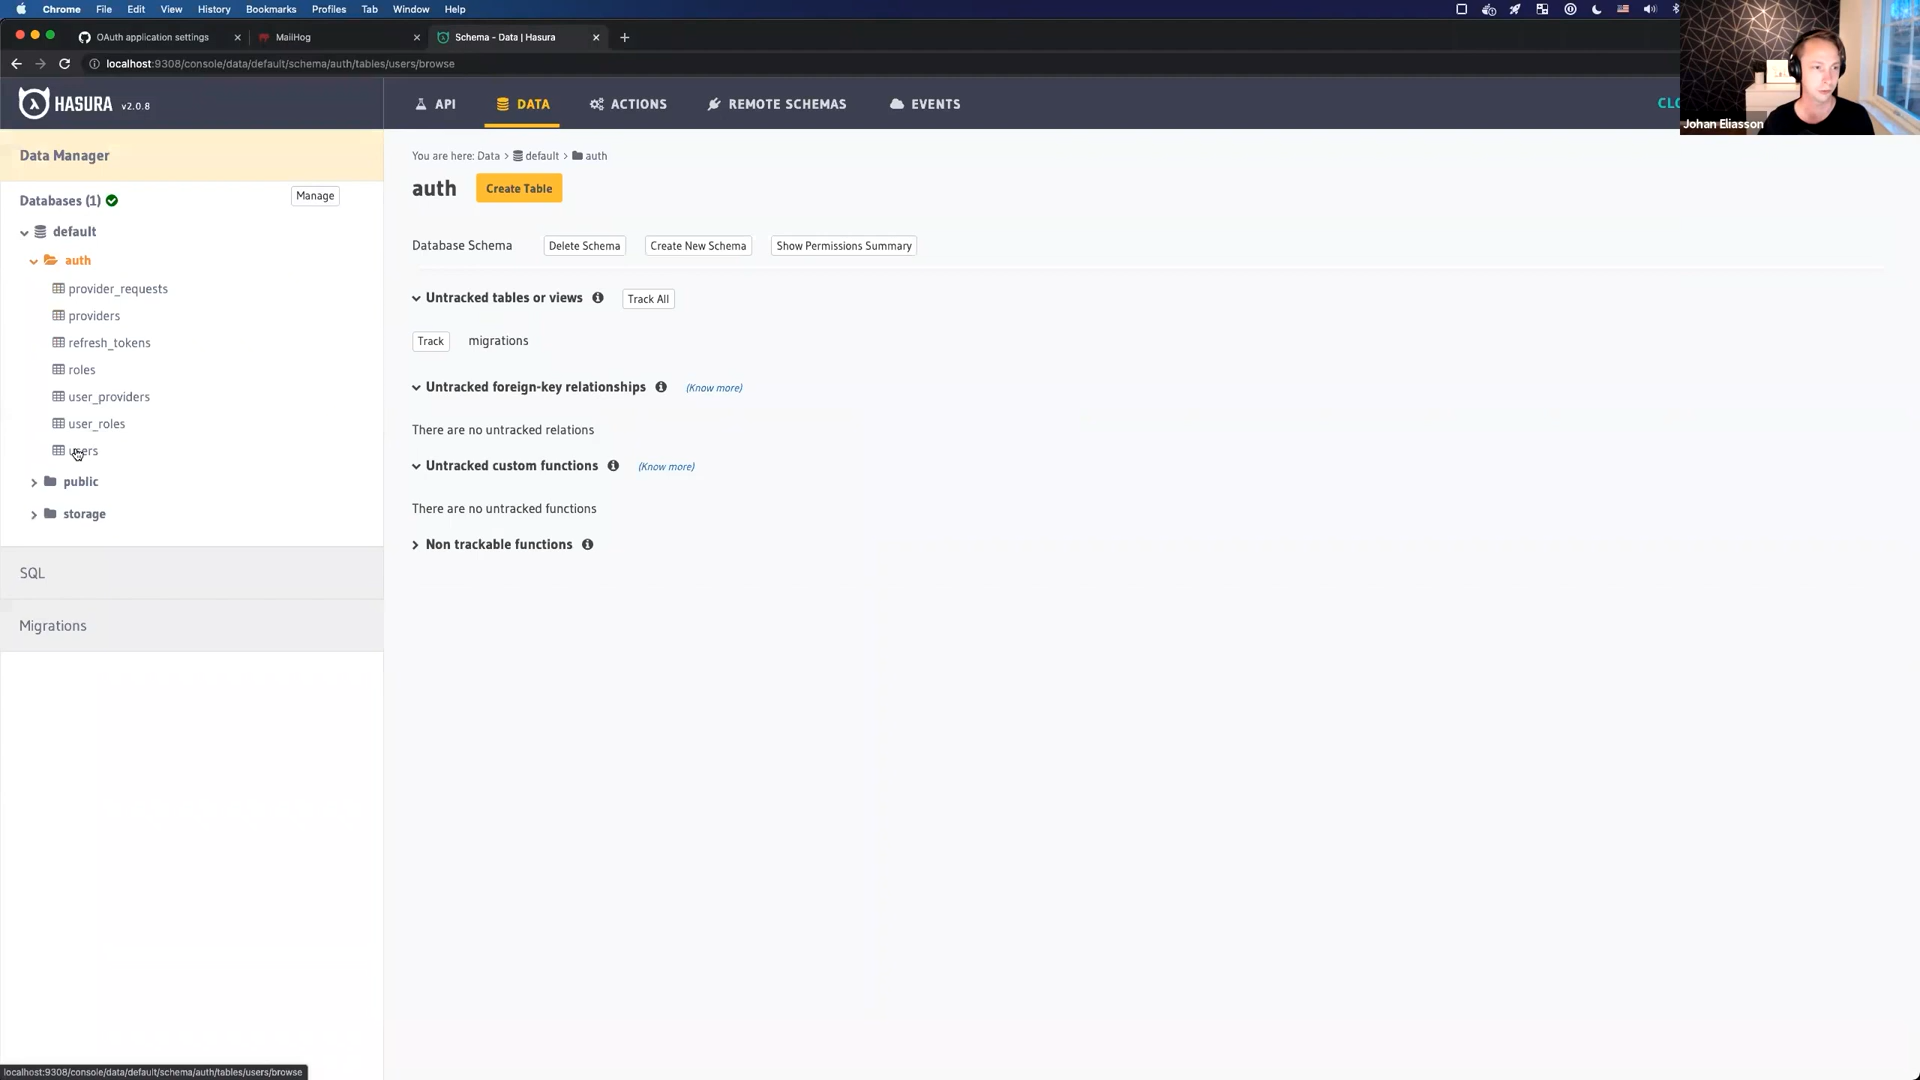 Chrome File Edit View History Bookmarks Profiles Tab Window Help
OAuth application settings
MailHog
Schema - Data | Hasura
localhost:9308/console/data/default/schema/auth/tables/users/browse
HASURA v2.0.8
API DATA ACTIONS REMOTE SCHEMAS EVENTS
Johan Eliasson
Data Manager
You are here: Data > default > auth
auth Create Table
Databases (1) Manage
default
auth
provider_requests
providers
refresh_tokens
roles
user_providers
user_roles
users
public
storage
SQL
Migrations
Database Schema Delete Schema Create New Schema Show Permissions Summary
Untracked tables or views Track All
Track migrations
Untracked foreign-key relationships (Know more)
There are no untracked relations
Untracked custom functions (Know more)
There are no untracked functions
Non trackable functions
localhost:9308/console/data/default/schema/auth/tables/users/browse